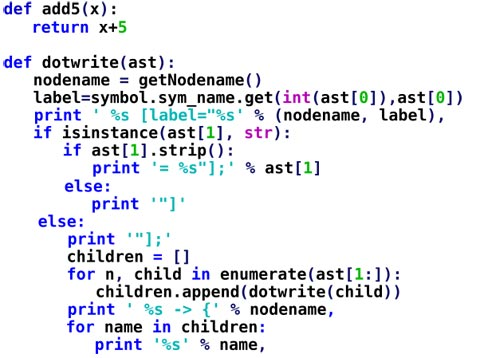 def add5(x):
    return x+5

def dotwrite(ast):
    nodename = getNodename()
    label=symbol.sym_name.get(int(ast[0]),ast[0])
    print ' %s [label="%s' % (nodename, label),
    if isinstance(ast[1], str):
        if ast[1].strip():
            print '= %s"];' % ast[1]
        else:
            print '"]'
    else:
        print '"];'
        children = []
        for n, child in enumerate(ast[1:]):
            children.append(dotwrite(child))
        print ' %s -> {' % nodename,
        for name in children:
            print '%s' % name,